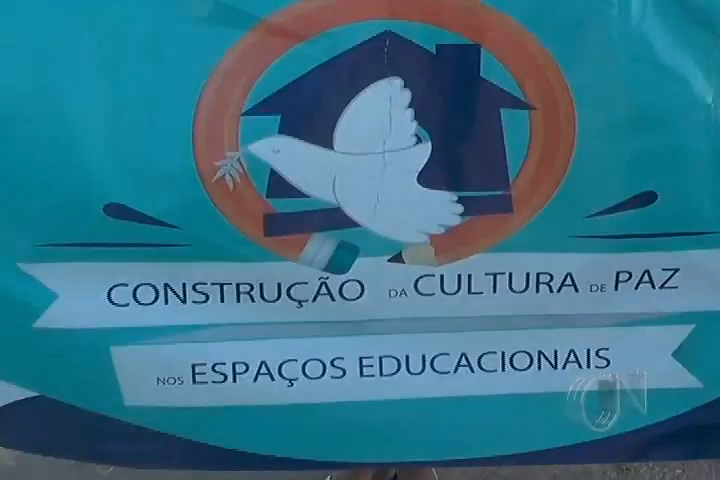 CONSTRUÇÃO DA CULTURA DE PAZ
NOS ESPAÇOS EDUCACIONAIS